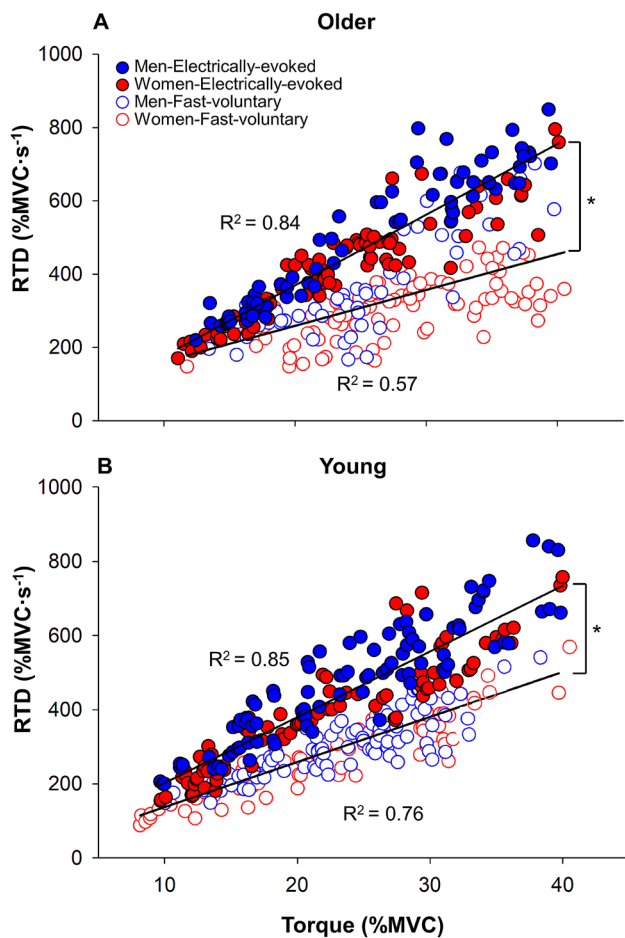 A Older
1000
Men-Electrically-evoked
Women-Electrically-evoked
Men-Fast-voluntary
Women-Fast-voluntary
800
600
400
200
0
RTD (%MVC·s⁻¹)
R² = 0.84
*
R² = 0.57
B Young
1000
800
600
400
200
0
RTD (%MVC·s⁻¹)
R² = 0.85
*
R² = 0.76
10 20 30 40
Torque (%MVC)